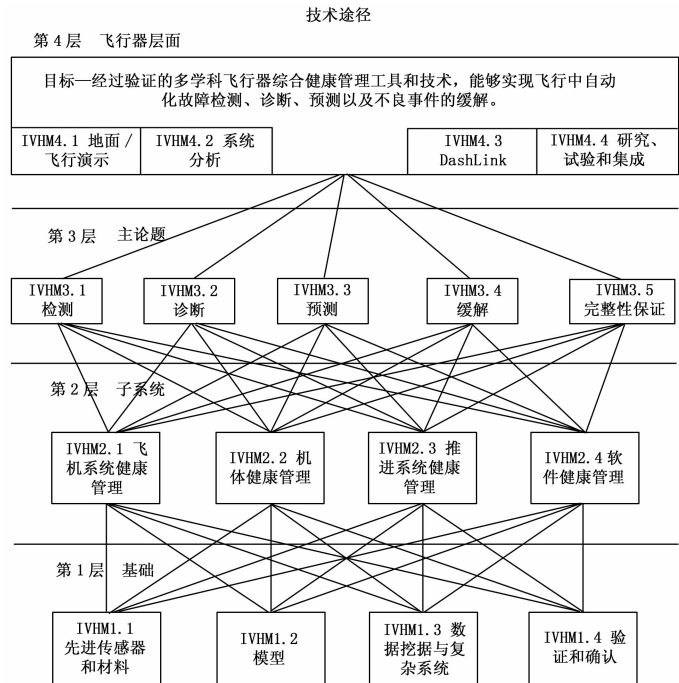 技术途径
第4层 飞行器层面
目标—经过验证的多学科飞行器综合健康管理工具和技术，能够实现飞行中自动
化故障检测、诊断、预测以及不良事件的缓解。
IVHM4.1 地面/
飞行演示
IVHM4.2 系统
分析
IVHM4.3
DashLink
IVHM4.4 研究、
试验和集成
第3层 主论题
IVHM3.1
检测
IVHM3.2
诊断
IVHM3.3
预测
IVHM3.4
缓解
IVHM3.5
完整性保证
第2层 子系统
IVHM2.1 飞
机系统健康
管理
IVHM2.2 机
体健康管理
IVHM2.3 推
进系统健康
管理
IVHM2.4软
件健康管理
第1层 基础
IVHM1.1
先进传感器
和材料
IVHM1.2
模型
IVHM1.3 数
据挖掘与复
杂系统
IVHM1.4 验
证和确认